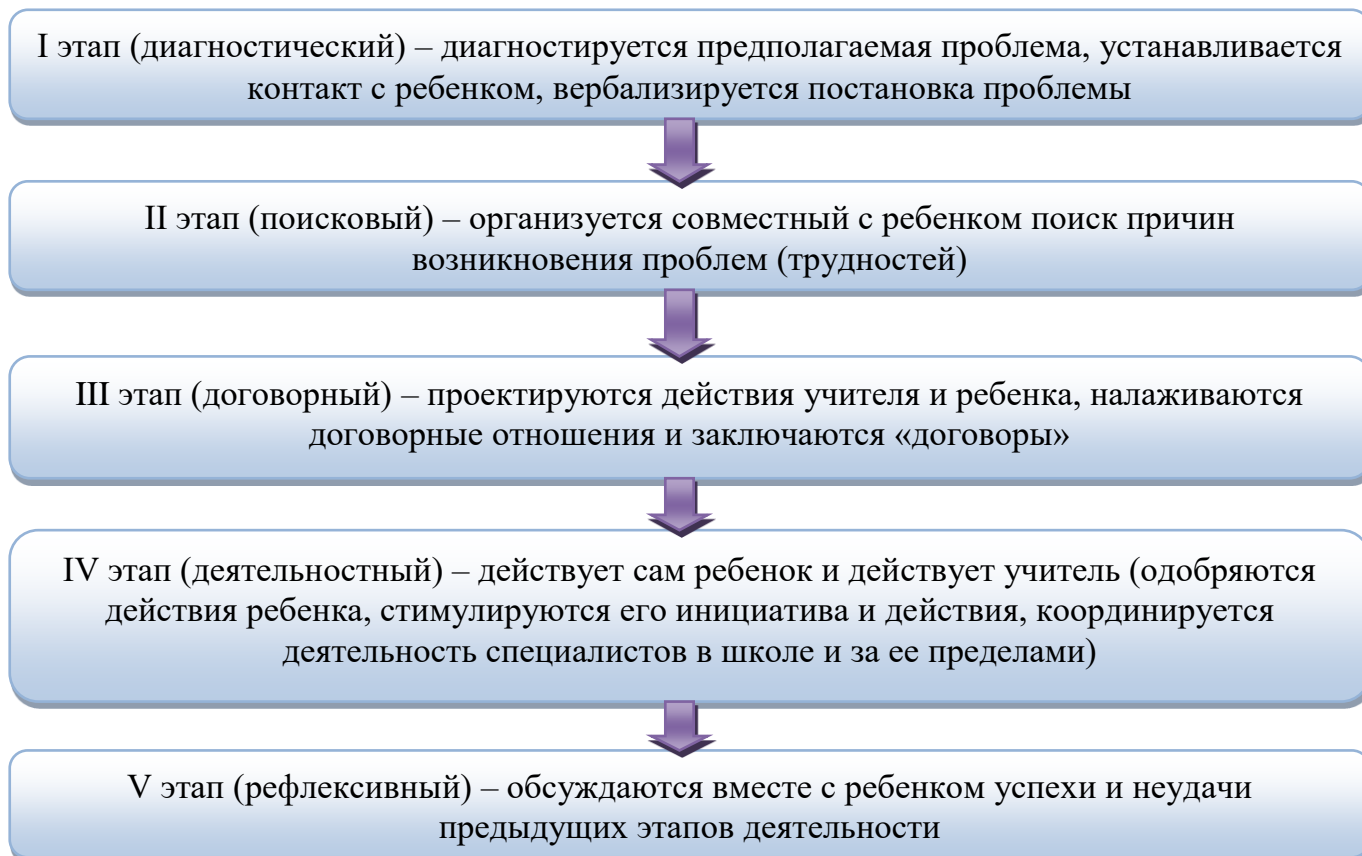 I этап (диагностический) – диагностируется предполагаемая проблема, устанавливается
контакт с ребенком, вербализируется постановка проблемы
II этап (поисковый) – организуется совместный с ребенком поиск причин
возникновения проблем (трудностей)
III этап (договорный) – проектируются действия учителя и ребенка, налаживаются
договорные отношения и заключаются «договоры»
IV этап (деятельностный) – действует сам ребенок и действует учитель (одобряются
действия ребенка, стимулируются его инициатива и действия, координируется
деятельность специалистов в школе и за ее пределами)
V этап (рефлексивный) – обсуждаются вместе с ребенком успехи и неудачи
предыдущих этапов деятельности